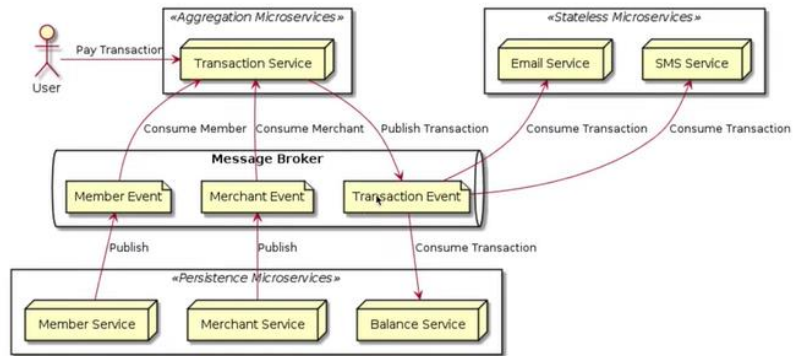 «Aggregation Microservices»
«Stateless Microservices»
Pay Transaction
Transaction Service
Email Service
SMS Service
User
Consume Member
Consume Merchant
Publish Transaction
Consume Transaction
Consume Transaction
Message Broker
Member Event
Merchant Event
Transaction Event
Publish
Publish
Consume Transaction
«Persistence Microservices»
Member Service
Merchant Service
Balance Service